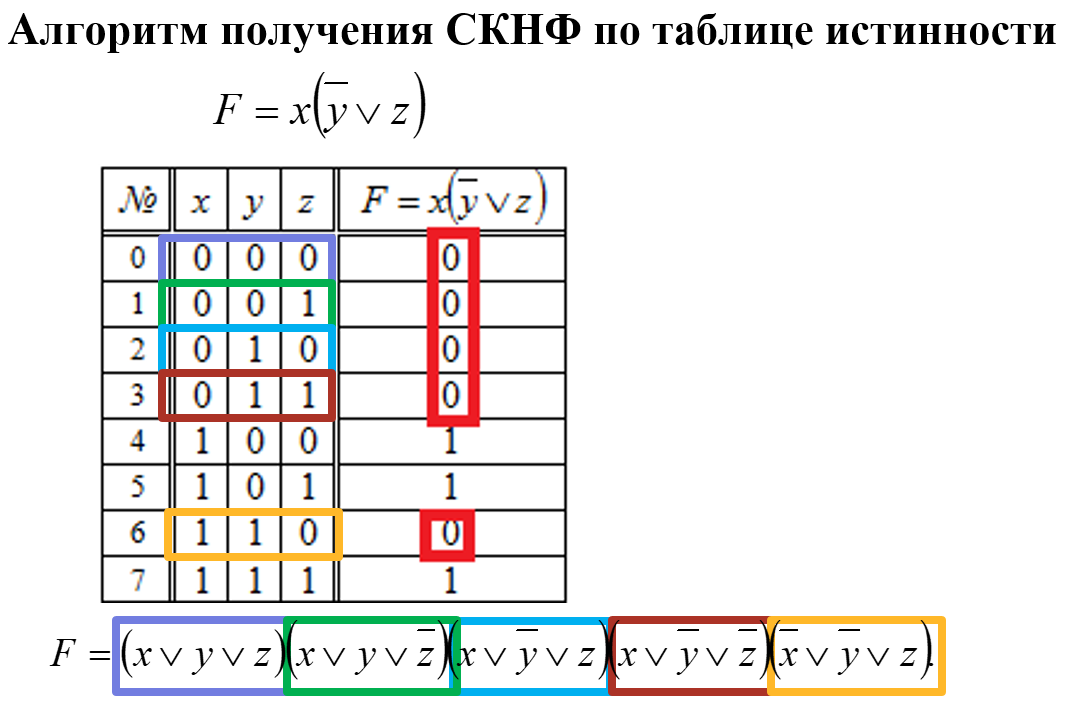 Алгоритм получения СКНФ по таблице истинности
F = x(y̅ ∨ z)
№ x y z F = x(y̅ ∨ z)
0 0 0 0 0
1 0 0 1 0
2 0 1 0 0
3 0 1 1 0
4 1 0 0 1
5 1 0 1 1
6 1 1 0 0
7 1 1 1 1
F = (x ∨ y ∨ z)(x ∨ y ∨ z̅)(x ∨ y̅ ∨ z)(x ∨ y̅ ∨ z̅)(x̅ ∨ y̅ ∨ z).